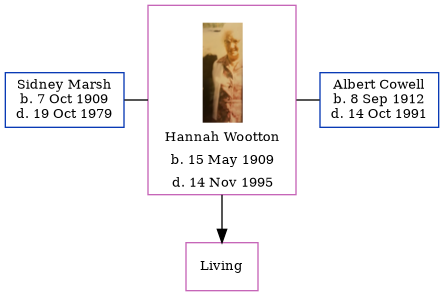 Sidney Marsh
b. 7 Oct 1909
d. 19 Oct 1979
Hannah Wootton
b. 15 May 1909
d. 14 Nov 1995
Albert Cowell
b. 8 Sep 1912
d. 14 Oct 1991
Living